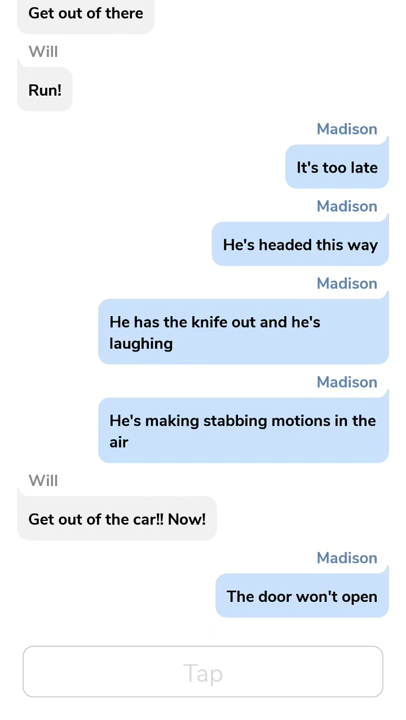 Get out of there
Will
Run!
Madison
It's too late
Madison
He's headed this way
Madison
He has the knife out and he's
laughing
Madison
He's making stabbing motions in the
air
Will
Get out of the car!! Now!
Madison
The door won't open
Tap